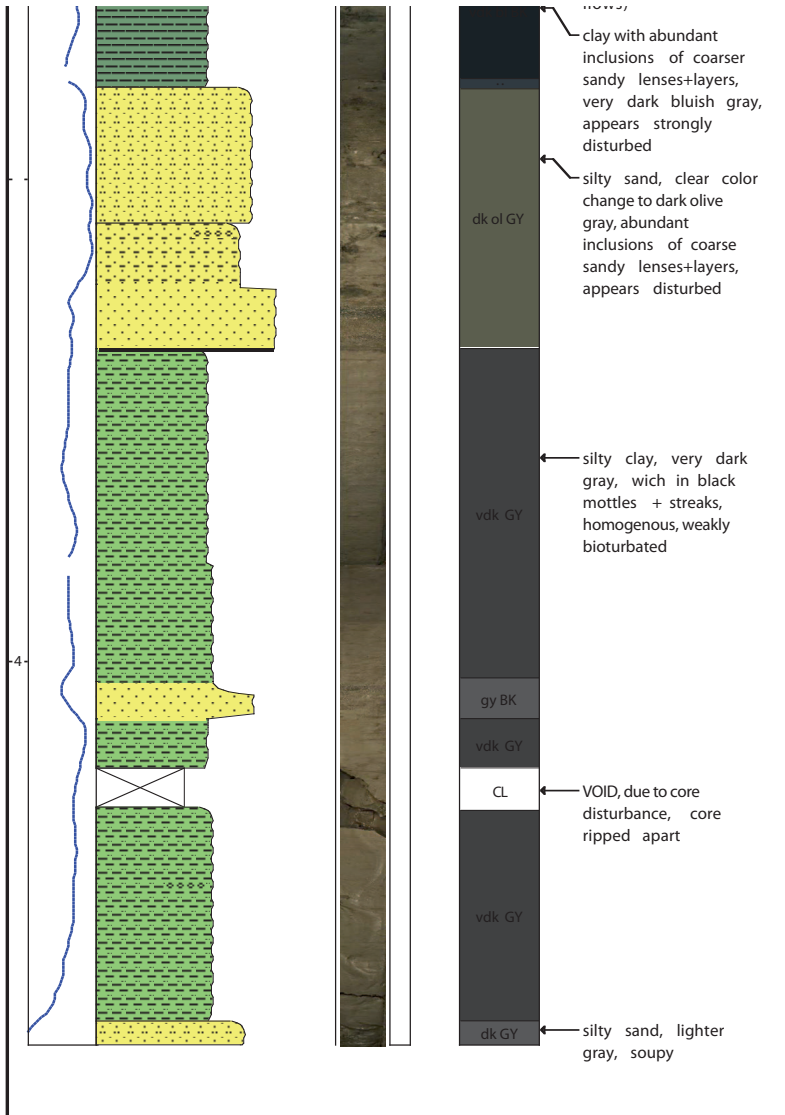 clay with abundant
inclusions of coarser
sandy lenses+layers,
very dark bluish gray,
appears strongly
disturbed
silty sand, clear color
change to dark olive
gray, abundant
inclusions of coarse
sandy lenses+layers,
appears disturbed
dk ol GY
silty clay, very dark
gray, wich in black
mottles + streaks,
homogenous, weakly
bioturbated
vdk GY
4
gy BK
vdk GY
CL
VOID, due to core
disturbance, core
ripped apart
vdk GY
dk GY
silty sand, lighter
gray, soupy